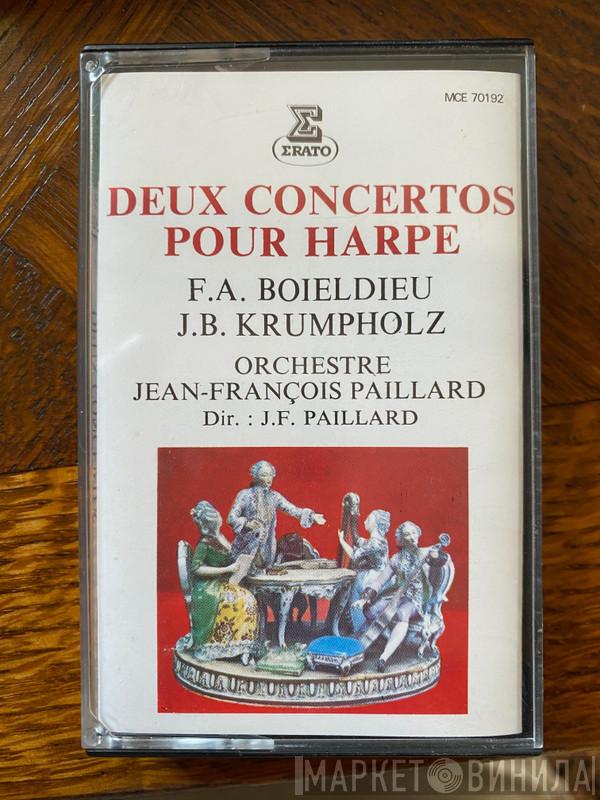 MCE 70192
ΣRATO
DEUX CONCERTOS
POUR HARPE
F.A. BOIELDIEU
J.B. KRUMPHOLZ
ORCHESTRE
JEAN-FRANÇOIS PAILLARD
Dir. : J.F. PAILLARD
МАРКЕТ ВИНИЛА